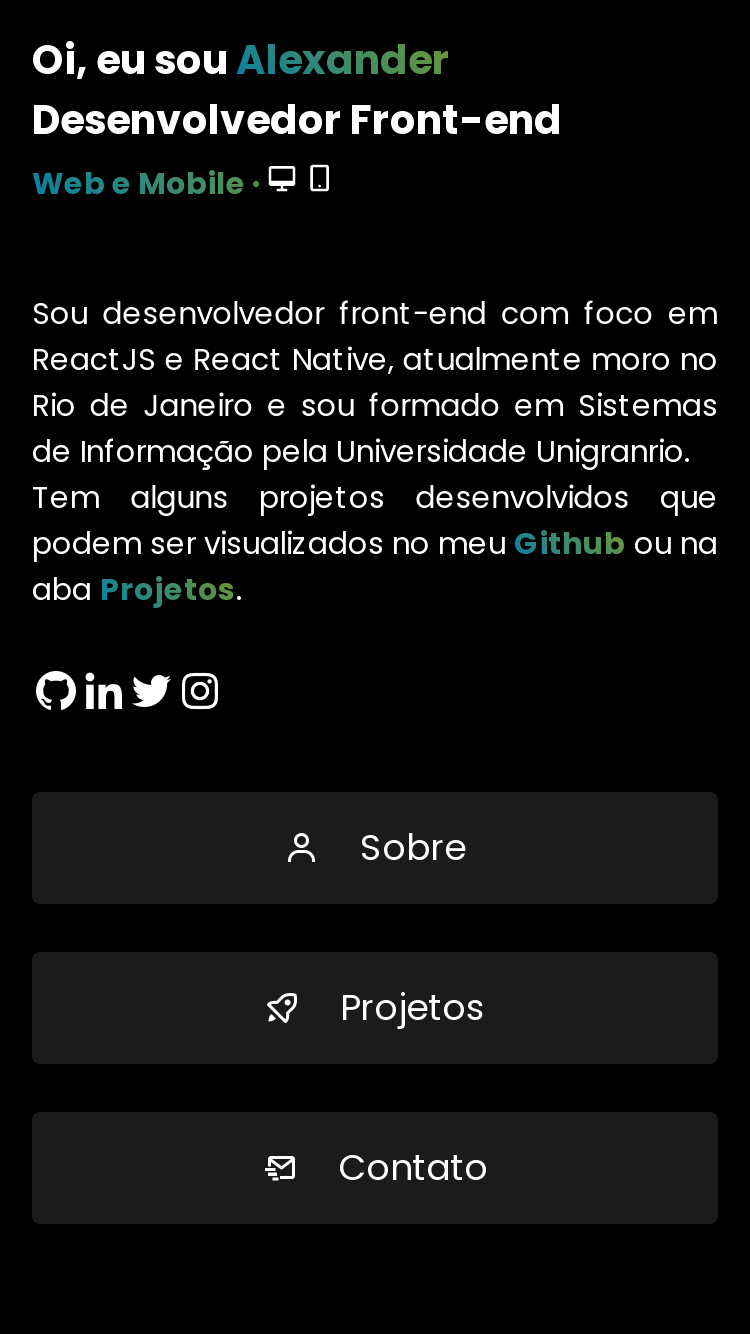 Oi, eu sou Alexander
Desenvolvedor Front-end
Web e Mobile ·
Sou desenvolvedor front-end com foco em
ReactJS e React Native, atualmente moro no
Rio de Janeiro e sou formado em Sistemas
de Informação pela Universidade Unigranrio.
Tem alguns projetos desenvolvidos que
podem ser visualizados no meu Github ou na
aba Projetos.
Sobre
Projetos
Contato